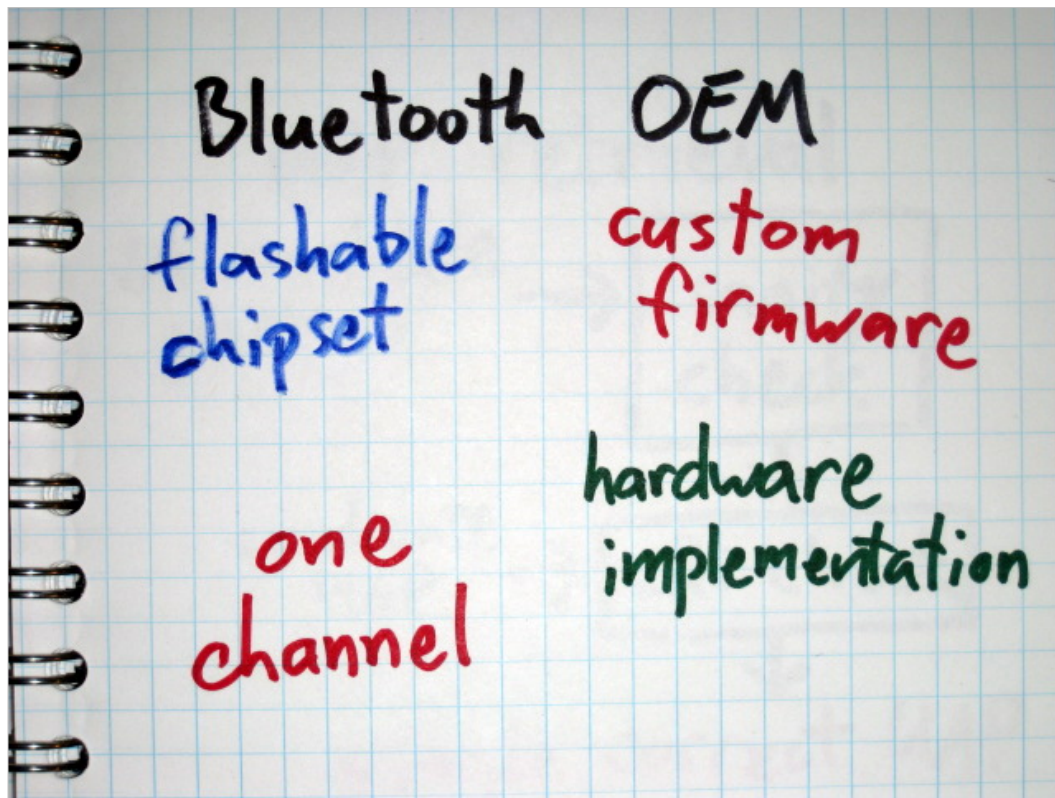 Bluetooth OEM
flashable
chipset
custom
firmware
hardware
implementation
one
channel